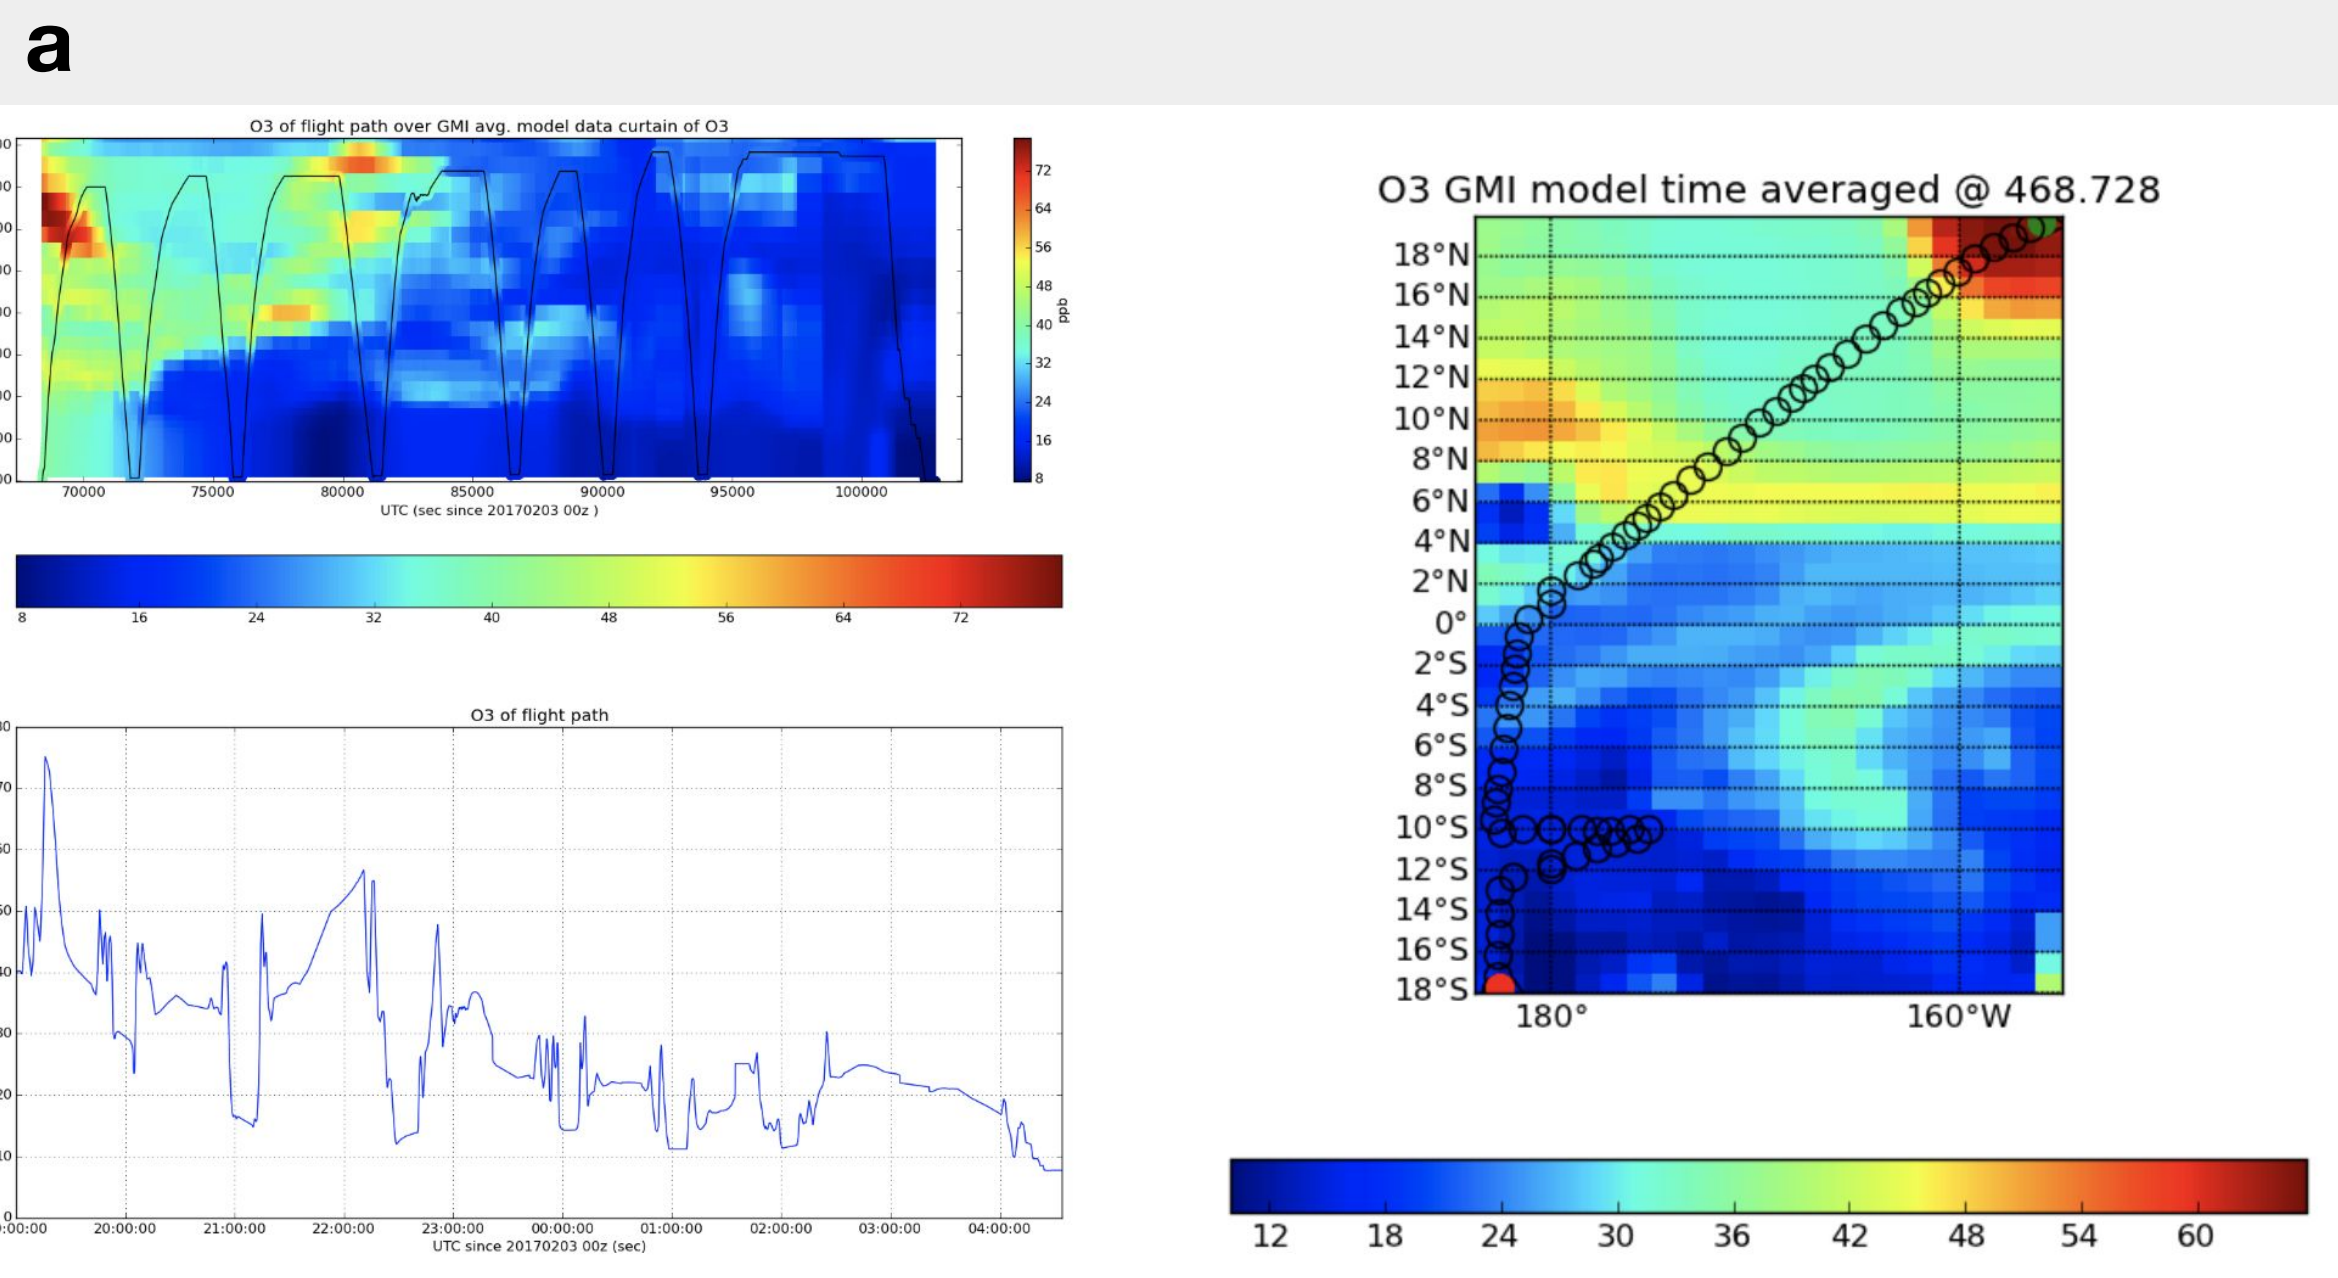 a
O3 of flight path over GMI avg. model data curtain of O3
72
64
56
48
40
32
24
16
8
ppb
70000 75000 80000 85000 90000 95000 100000
UTC (sec since 20170203 00z )
8 16 24 32 40 48 56 64 72
O3 of flight path
20:00:00 21:00:00 22:00:00 23:00:00 00:00:00 01:00:00 02:00:00 03:00:00 04:00:00
UTC since 20170203 00z (sec)
O3 GMI model time averaged @ 468.728
18°N
16°N
14°N
12°N
10°N
8°N
6°N
4°N
2°N
0°
2°S
4°S
6°S
8°S
10°S
12°S
14°S
16°S
18°S
180° 160°W
12 18 24 30 36 42 48 54 60